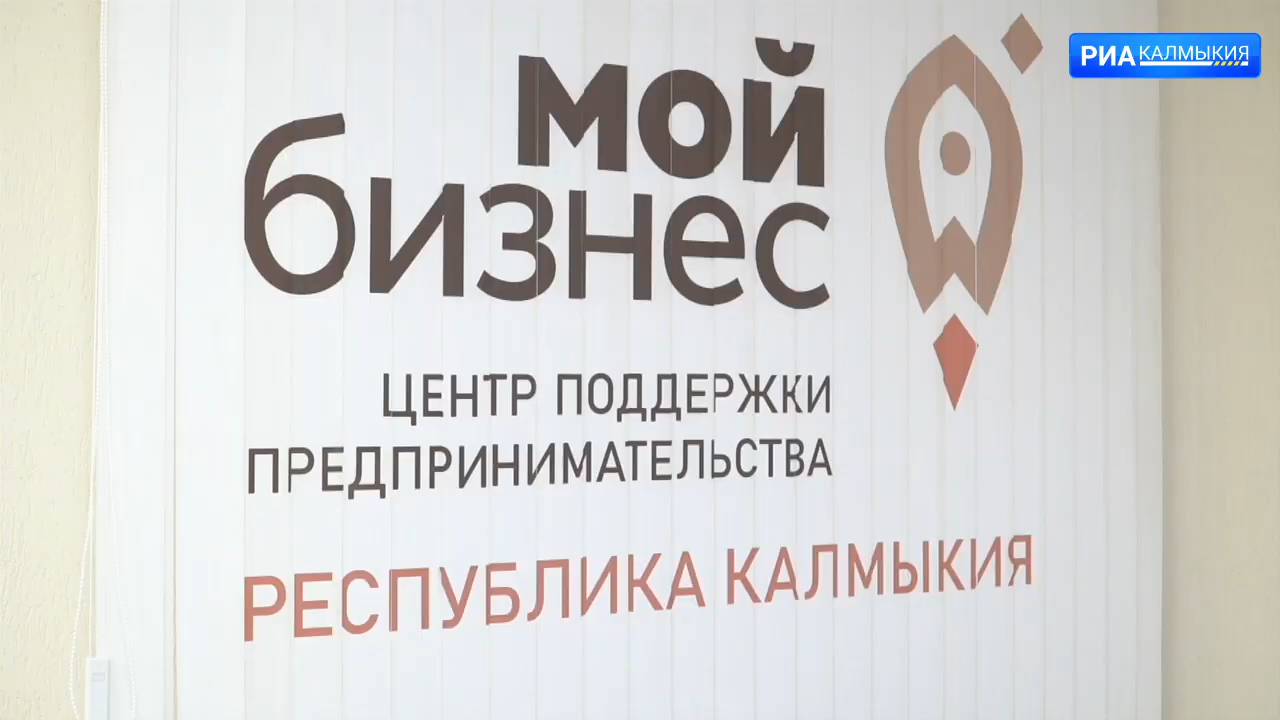 РИА КАЛМЫКИЯ
мой
бизнес
ЦЕНТР ПОДДЕРЖКИ
ПРЕДПРИНИМАТЕЛЬСТВА
РЕСПУБЛИКА КАЛМЫКИЯ